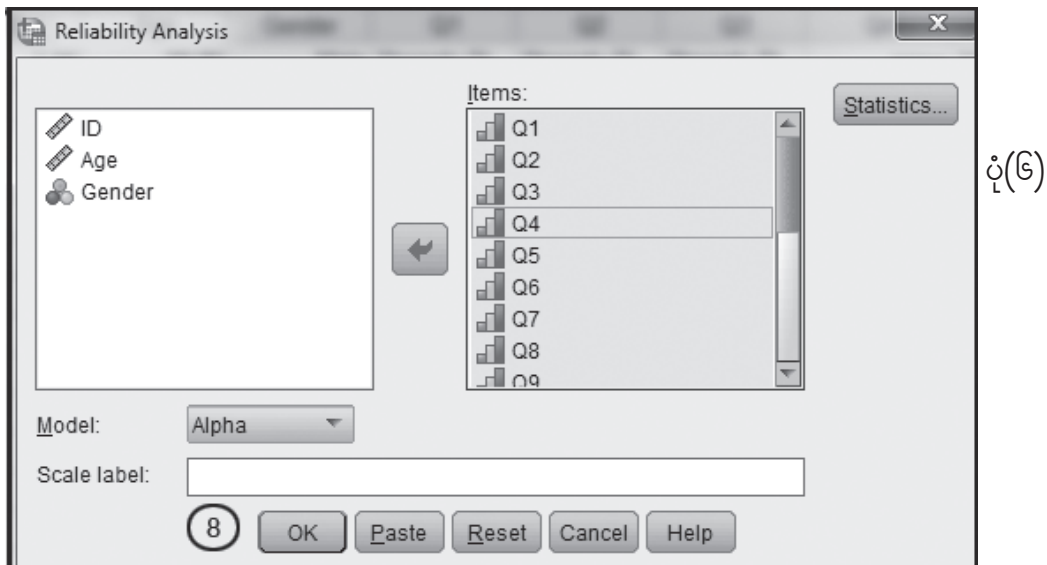 Reliability Analysis
Items:
Statistics...
ID
Age
Gender
Q1
Q2
Q3
Q4
Q5
Q6
Q7
Q8
Q9
ပုံ(၆)
Model:
Alpha
Scale label:
8
OK
Paste
Reset
Cancel
Help